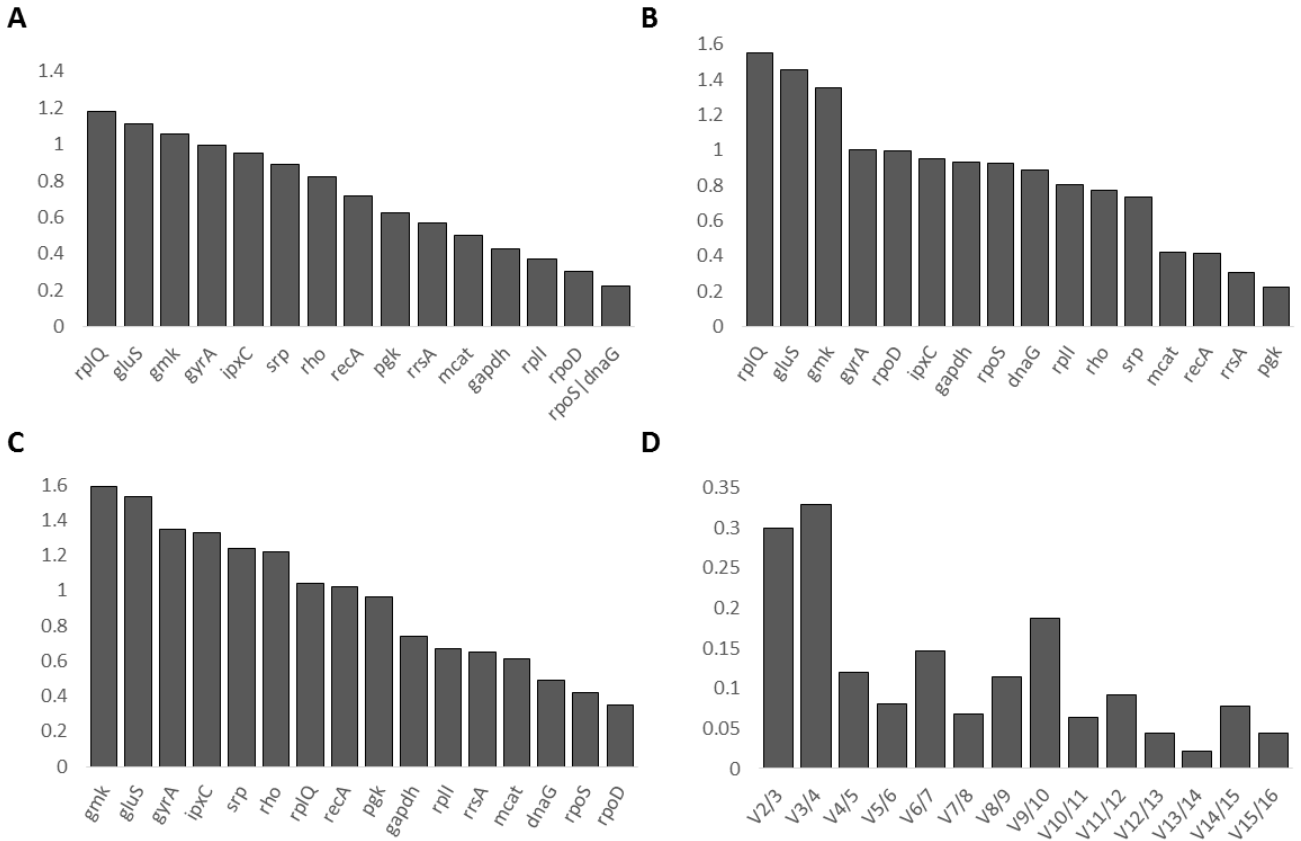 A
1.4
1.2
1
0.8
0.6
0.4
0.2
0
rplQ
gluS
gmk
gyrA
ipxC
srp
rho
recA
pgk
rrsA
mcat
gapdh
rplI
rpoD
rpoS|dnaG
B
1.6
1.4
1.2
1
0.8
0.6
0.4
0.2
0
rplQ
gluS
gmk
gyrA
rpoD
ipxC
gapdh
rpoS
dnaG
rplI
rho
srp
mcat
recA
rrsA
pgk
C
1.6
1.4
1.2
1
0.8
0.6
0.4
0.2
0
gmk
gluS
gyrA
ipxC
srp
rho
rplQ
recA
pgk
gapdh
rplI
rrsA
mcat
dnaG
rpoS
rpoD
D
0.35
0.3
0.25
0.2
0.15
0.1
0.05
0
V2/3
V3/4
V4/5
V5/6
V6/7
V7/8
V8/9
V9/10
V10/11
V11/12
V12/13
V13/14
V14/15
V15/16